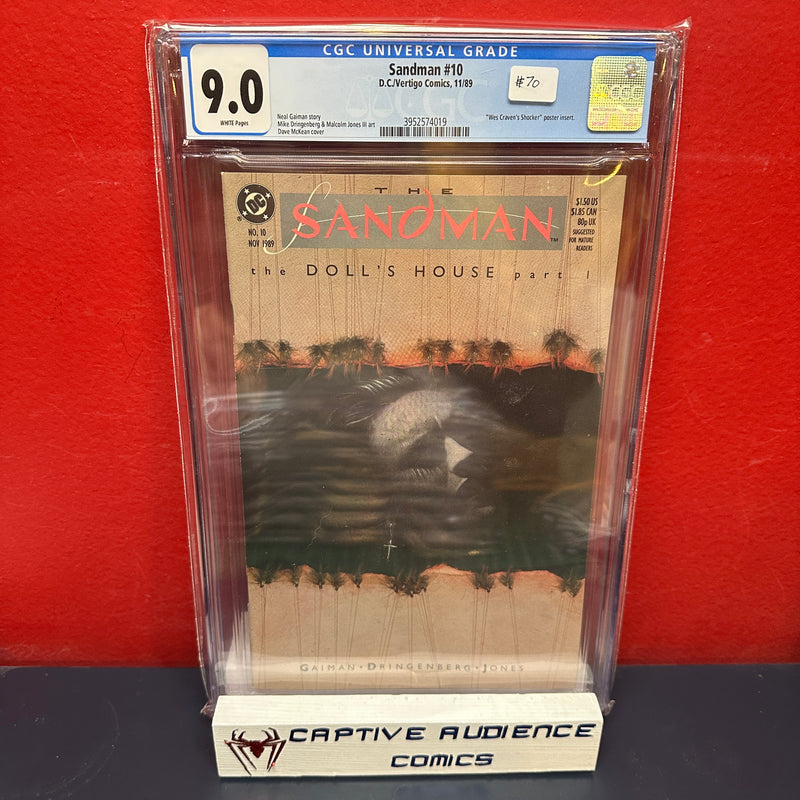 CGC UNIVERSAL GRADE
9.0
WHITE Pages
Sandman #10
D.C./Vertigo Comics, 11/89
#70
CGC
Neal Gaiman story
Mike Dringenberg & Malcolm Jones III art
Dave McKean cover
3952574019
"Wes Craven's Shocker" poster insert.
DC
®
NO. 10
NOV 1989
THE
SANDMAN
TM
$1.50 US
$1.85 CAN
80p UK
SUGGESTED
FOR MATURE
READERS
the DOLL'S HOUSE part 1
GAIMAN • DRINGENBERG • JONES
CAPTIVE AUDIENCE
COMICS